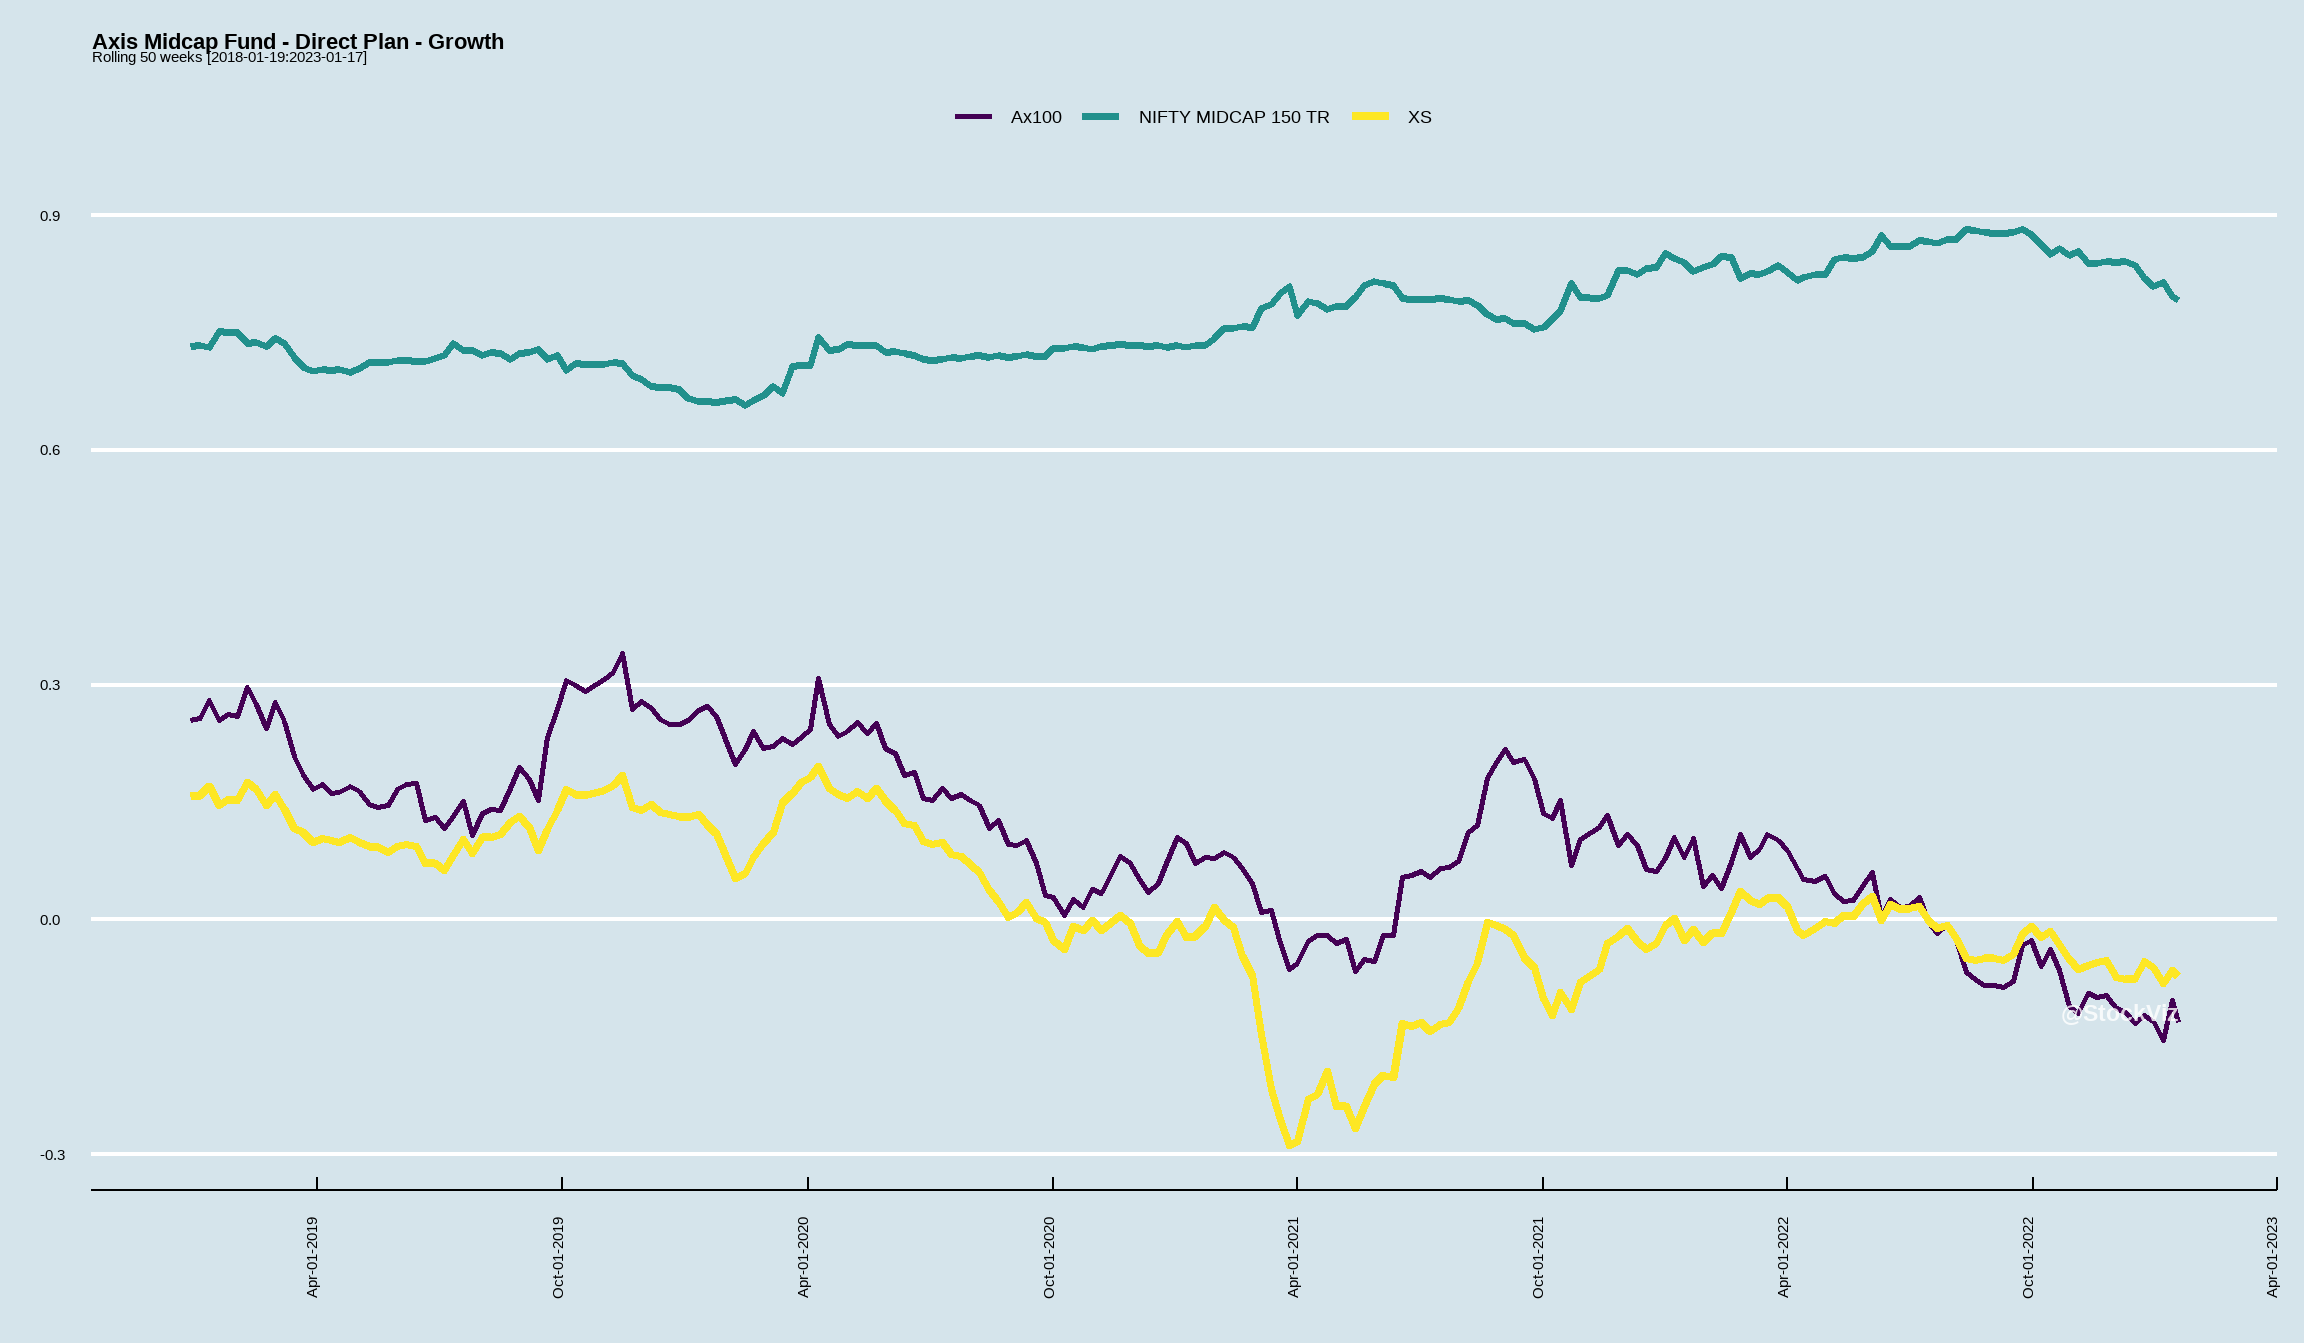 Axis Midcap Fund - Direct Plan - Growth
Rolling 50 weeks [2018-01-19:2023-01-17]
Ax100 NIFTY MIDCAP 150 TR XS
0.9
0.6
0.3
0.0
-0.3
@StockViz
Apr-01-2019 Oct-01-2019 Apr-01-2020 Oct-01-2020 Apr-01-2021 Oct-01-2021 Apr-01-2022 Oct-01-2022 Apr-01-2023